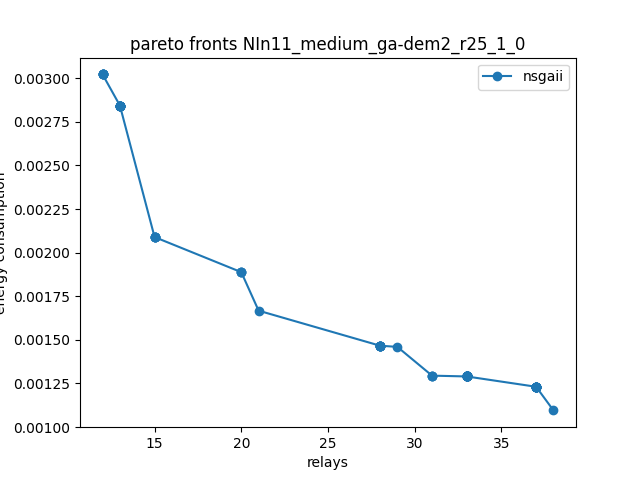 pareto fronts NIn11_medium_ga-dem2_r25_1_0
nsgaii
0.00300
0.00275
0.00250
0.00225
0.00200
0.00175
0.00150
0.00125
0.00100
energy consumption
15 20 25 30 35
relays